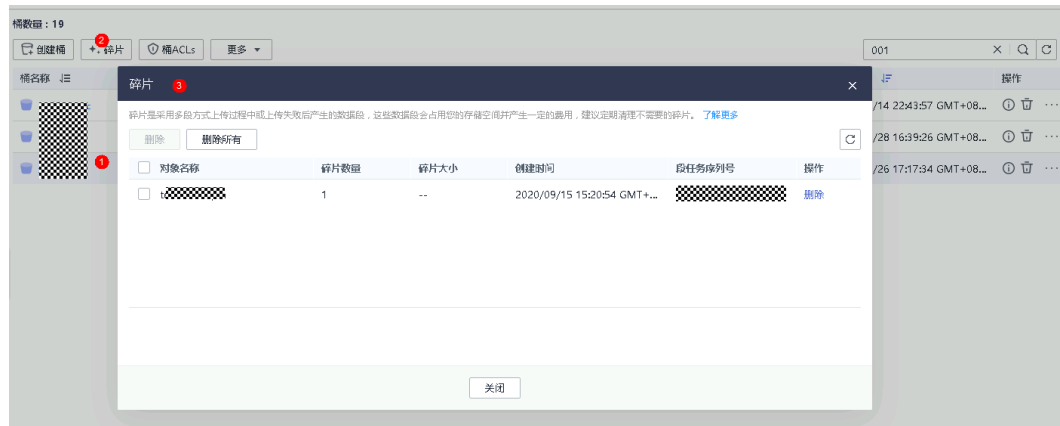 桶数量：19
创建桶 2 碎片 桶ACLs 更多 001
桶名称 操作
碎片 3
/14 22:43:57 GMT+08...
碎片是采用多段方式上传过程中或上传失败后产生的数据段，这些数据段会占用您的存储空间并产生一定的费用，建议定期清理不需要的碎片。 了解更多
删除 删除所有
/28 16:39:26 GMT+08...
1 对象名称 碎片数量 碎片大小 创建时间 段任务序列号 操作
/26 17:17:34 GMT+08...
1 -- 2020/09/15 15:20:54 GMT+... 删除
关闭